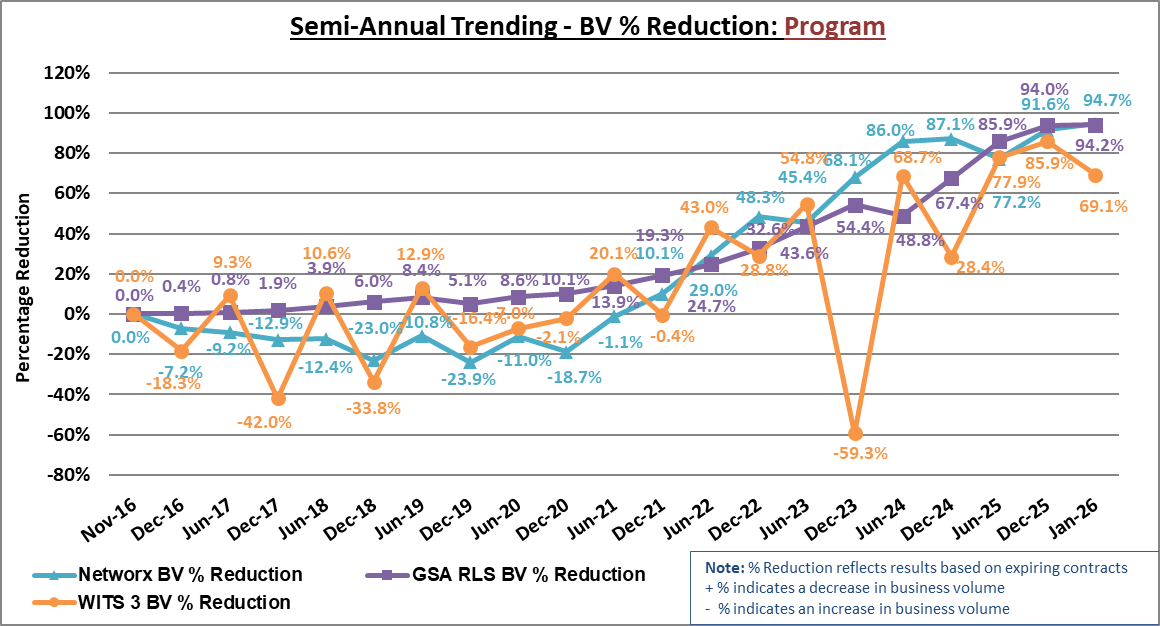 Semi-Annual Trending - BV % Reduction: Program
Percentage Reduction
120%
100%
80%
60%
40%
20%
0%
-20%
-40%
-60%
-80%
0.0%
0.0%
0.0%
0.4%
-7.2%
-18.3%
9.3%
0.8%
-9.2%
1.9%
-12.9%
-42.0%
10.6%
3.9%
-12.4%
6.0%
-23.0%
-33.8%
12.9%
8.4%
-10.8%
5.1%
-16.4%
-23.9%
8.6%
-7.0%
-11.0%
10.1%
-2.1%
-18.7%
20.1%
13.9%
-1.1%
19.3%
10.1%
-0.4%
43.0%
29.0%
24.7%
48.3%
32.6%
28.8%
54.8%
45.4%
43.6%
68.1%
54.4%
-59.3%
86.0%
68.7%
48.8%
87.1%
67.4%
28.4%
85.9%
77.9%
77.2%
94.0%
91.6%
85.9%
94.7%
94.2%
69.1%
Nov-16
Dec-16
Jun-17
Dec-17
Jun-18
Dec-18
Jun-19
Dec-19
Jun-20
Dec-20
Jun-21
Dec-21
Jun-22
Dec-22
Jun-23
Dec-23
Jun-24
Dec-24
Jun-25
Dec-25
Jan-26
Networx BV % Reduction
GSA RLS BV % Reduction
WITS 3 BV % Reduction
Note: % Reduction reflects results based on expiring contracts
+ % indicates a decrease in business volume
- % indicates an increase in business volume